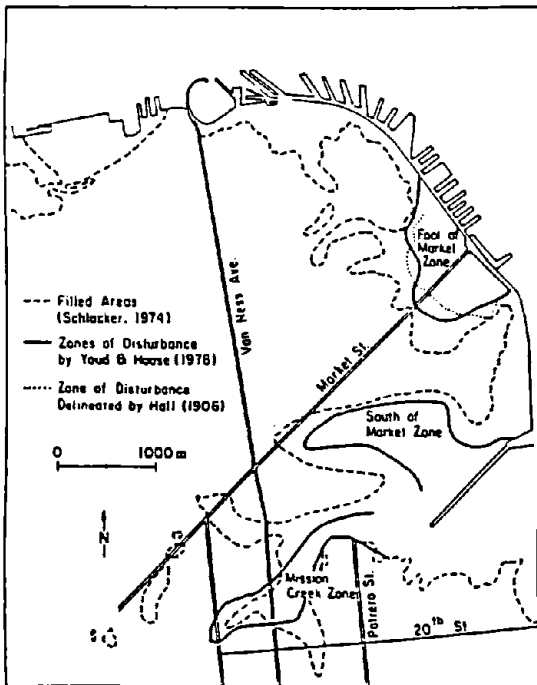 Foot of
Market
Zone
Van Ness Ave.
Filled Areas
(Schlocker, 1974)
Zones of Disturbance
by Youd & Hoose (1978)
Zone of Disturbance
Delineated by Hall (1906)
Market St.
0 1000 m
South of
Market Zone
N
Mission
Creek Zone
Potrero St.
20th St